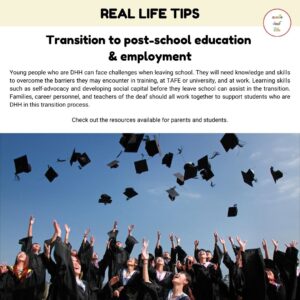 REAL LIFE TIPS
Transition to post-school education
& employment
Young people who are DHH can face challenges when leaving school. They will need knowledge and skills
to overcome the barriers they may encounter in training, at TAFE or university, and at work. Learning skills
such as self-advocacy and developing social capital before they leave school can assist in the transition.
Families, career personnel, and teachers of the deaf should all work together to support students who are
DHH in this transition process.
Check out the resources available for parents and students.